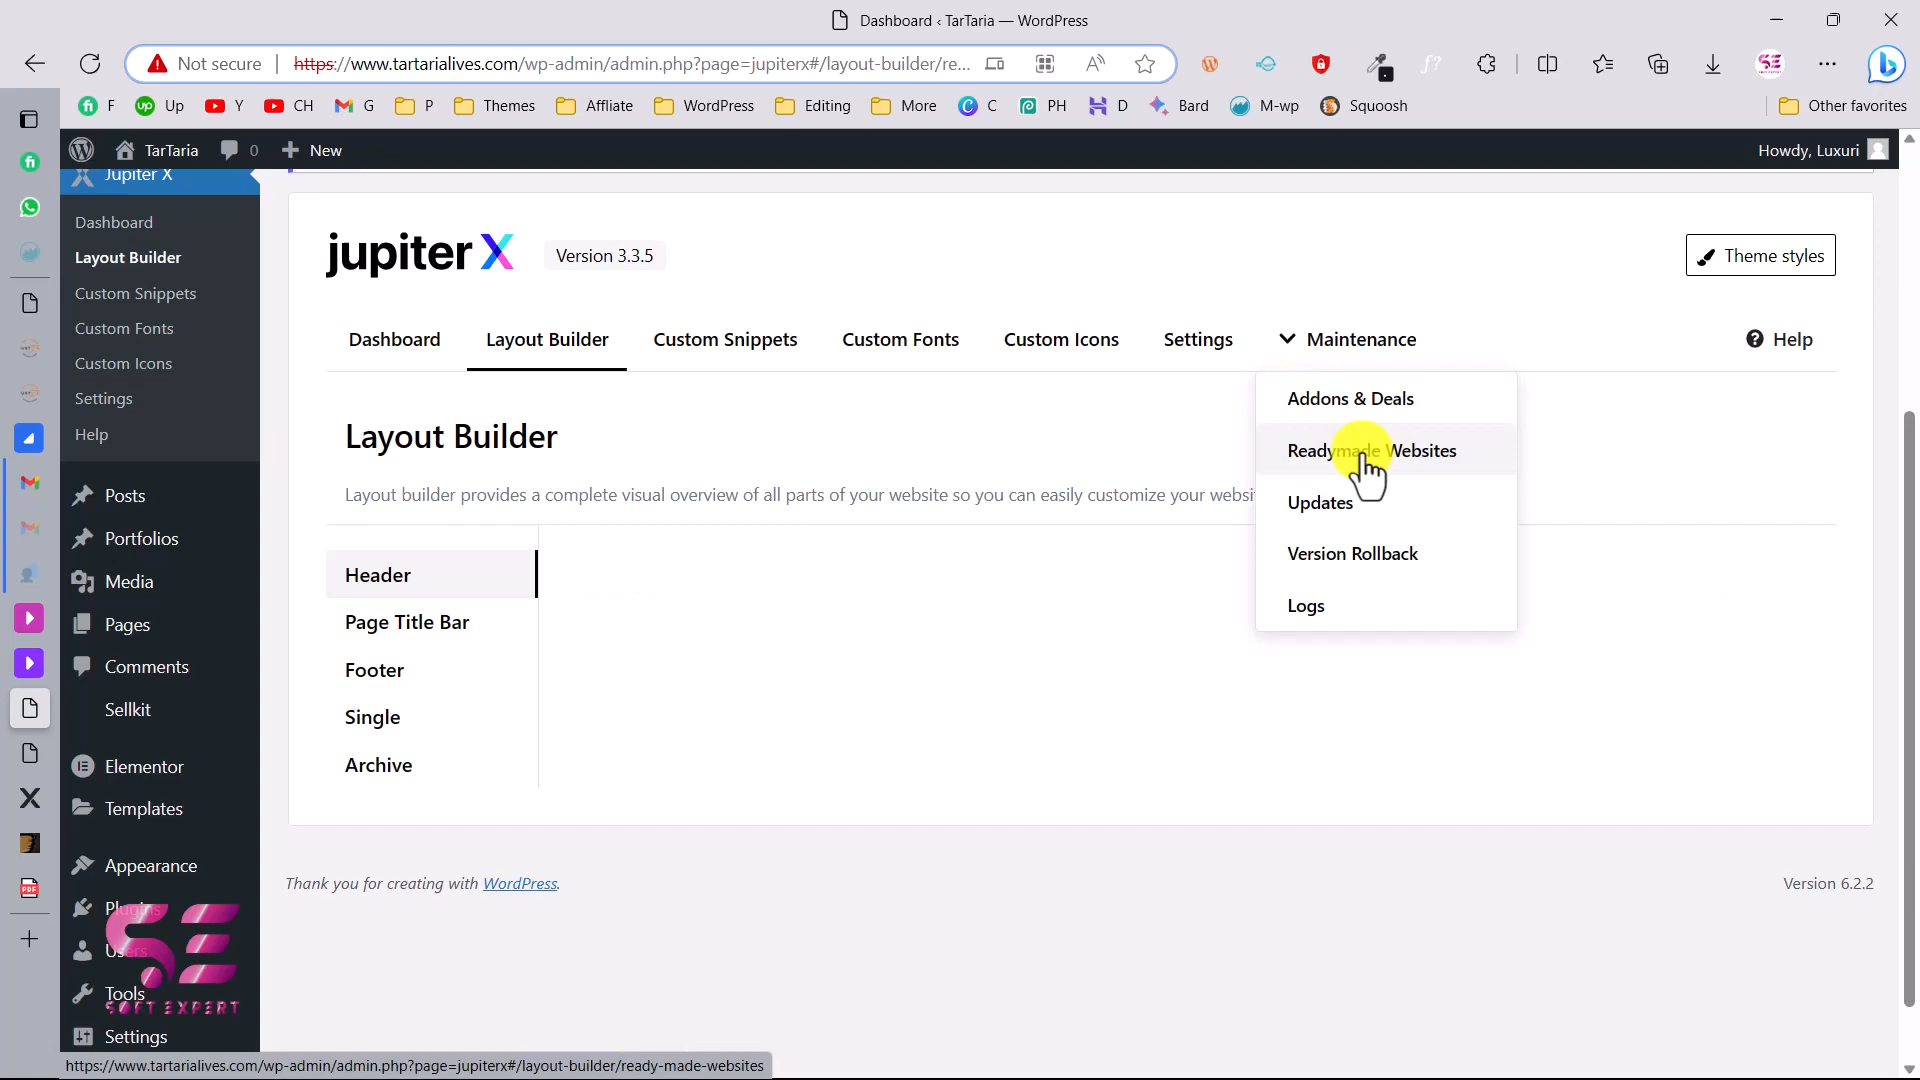 Dashboard ‹ TarTaria — WordPress
Not secure | https://www.tartarialives.com/wp-admin/admin.php?page=jupiterx#/layout-builder/re...
F Up Y CH G P Themes Affliate WordPress Editing More C PH D Bard M-wp Squoosh Other favorites
TarTaria 0 New Howdy, Luxuri
Jupiter X
Dashboard
Layout Builder
Custom Snippets
Custom Fonts
Custom Icons
Settings
Help
Posts
Portfolios
Media
Pages
Comments
Sellkit
Elementor
Templates
Appearance
Plugins
Users
Tools
Settings
SE
SOFT EXPERT
jupiter X Version 3.3.5 Theme styles
Dashboard Layout Builder Custom Snippets Custom Fonts Custom Icons Settings Maintenance Help
Addons & Deals
Readymade Websites
Updates
Version Rollback
Logs
Layout Builder
Layout builder provides a complete visual overview of all parts of your website so you can easily customize your websi
Header
Page Title Bar
Footer
Single
Archive
Thank you for creating with WordPress. Version 6.2.2
https://www.tartarialives.com/wp-admin/admin.php?page=jupiterx#/layout-builder/ready-made-websites